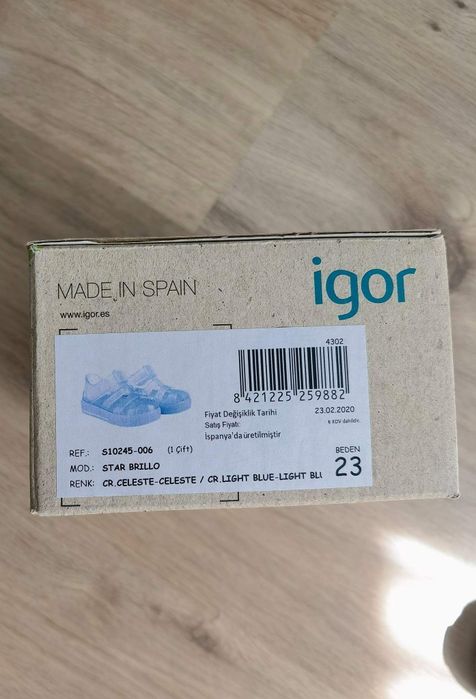 igor
MADE IN SPAIN
www.igor.es
4302
8 421225 259882
Fiyat Değişiklik Tarihi 23.02.2020
Satış Fiyatı: ₺ KDV dahildir.
İspanya'da üretilmiştir
REF.: S10245-006 (1 Çift)
MOD.: STAR BRILLO
RENK: CR.CELESTE-CELESTE / CR.LIGHT BLUE-LIGHT BLU
BEDEN
23